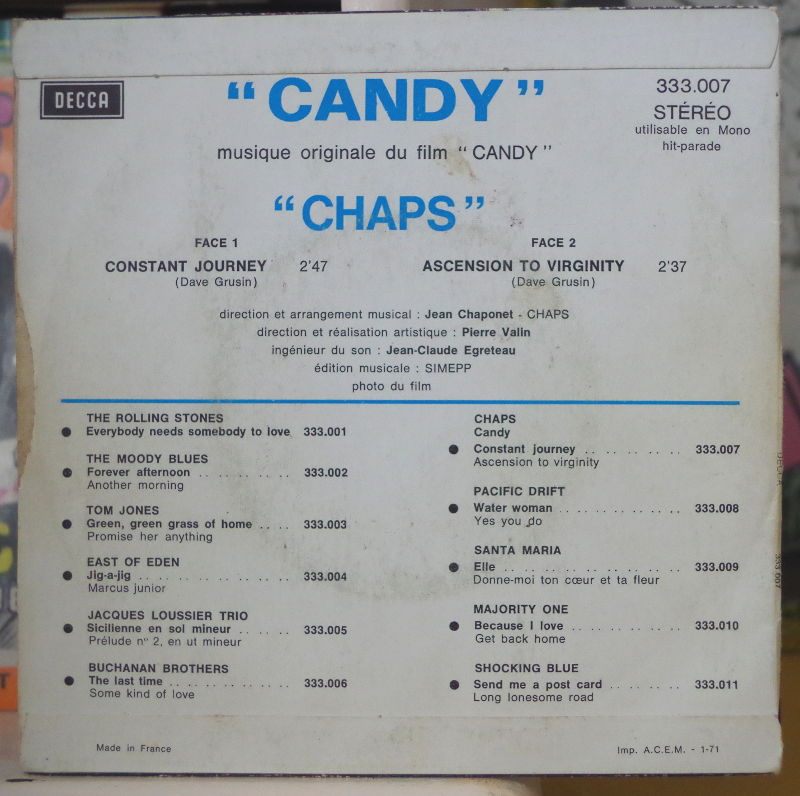 DECCA
" CANDY "
musique originale du film " CANDY "
333.007
STÉRÉO
utilisable en Mono
hit-parade
" CHAPS "
FACE 1
CONSTANT JOURNEY 2'47
(Dave Grusin)
FACE 2
ASCENSION TO VIRGINITY 2'37
(Dave Grusin)
direction et arrangement musical : Jean Chaponet - CHAPS
direction et réalisation artistique : Pierre Valin
ingénieur du son : Jean-Claude Egreteau
édition musicale : SIMEPP
photo du film
THE ROLLING STONES
Everybody needs somebody to love 333.001
THE MOODY BLUES
Forever afternoon .. .. .. .. .. 333.002
Another morning
TOM JONES
Green, green grass of home .. .. 333.003
Promise her anything
EAST OF EDEN
Jig-a-jig .. .. .. .. .. .. .. .. 333.004
Marcus junior
JACQUES LOUSSIER TRIO
Sicilienne en sol mineur .. .. .. 333.005
Prélude n° 2, en ut mineur
BUCHANAN BROTHERS
The last time .. .. .. .. .. .. .. 333.006
Some kind of love
CHAPS
Candy
Constant journey .. .. .. .. .. 333.007
Ascension to virginity
PACIFIC DRIFT
Water woman .. .. .. .. .. .. 333.008
Yes you do
SANTA MARIA
Elle .. .. .. .. .. .. .. .. .. 333.009
Donne-moi ton cœur et ta fleur
MAJORITY ONE
Because I love .. .. .. .. .. 333.010
Get back home
SHOCKING BLUE
Send me a post card .. .. .. .. 333.011
Long lonesome road
Made in France
Imp. A.C.E.M. - 1-71
DECCA
333.007